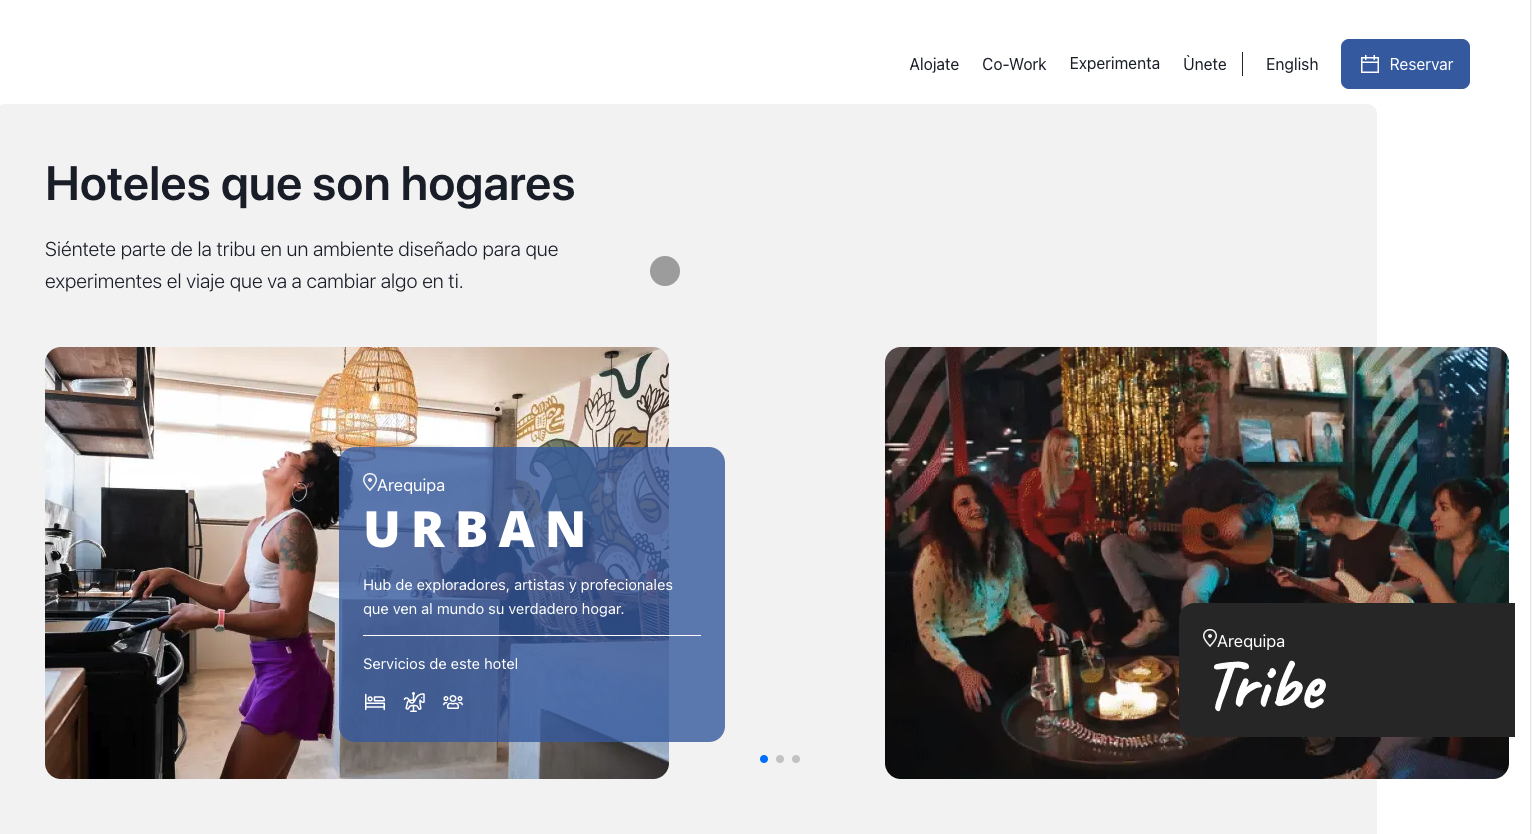 Alojate
Co-Work
Experimenta
Ùnete
English
Reservar
Hoteles que son hogares
Siéntete parte de la tribu en un ambiente diseñado para que
experimentes el viaje que va a cambiar algo en ti.
Arequipa
URBAN
Hub de exploradores, artistas y profecionales
que ven al mundo su verdadero hogar.
Servicios de este hotel
Arequipa
Tribe